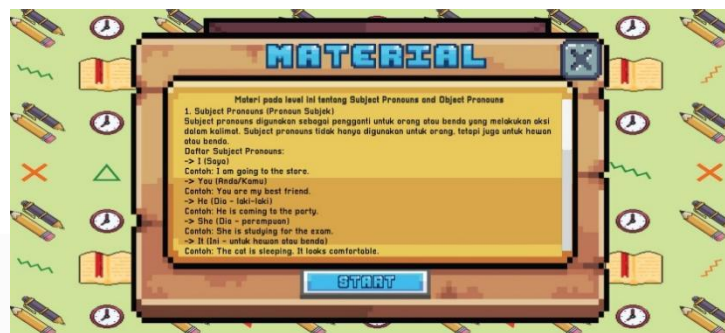 MATERIAL
X
Materi pada level ini tentang Subject Pronouns and Object Pronouns
1. Subject Pronouns (Pronoun Subjek)
Subject pronouns digunakan sebagai pengganti untuk orang atau benda yang melakukan aksi
dalam kalimat. Subject pronouns tidak hanya digunakan untuk orang, tetapi juga untuk hewan
atau benda.
Daftar Subject Pronouns:
-> I (Saya)
Contoh: I am going to the store.
-> You (Anda/Kamu)
Contoh: You are my best friend.
-> He (Dia - laki-laki)
Contoh: He is coming to the party.
-> She (Dia - perempuan)
Contoh: She is studying for the exam.
-> It (Ini - untuk hewan atau benda)
Contoh: The cat is sleeping. It looks comfortable.
START